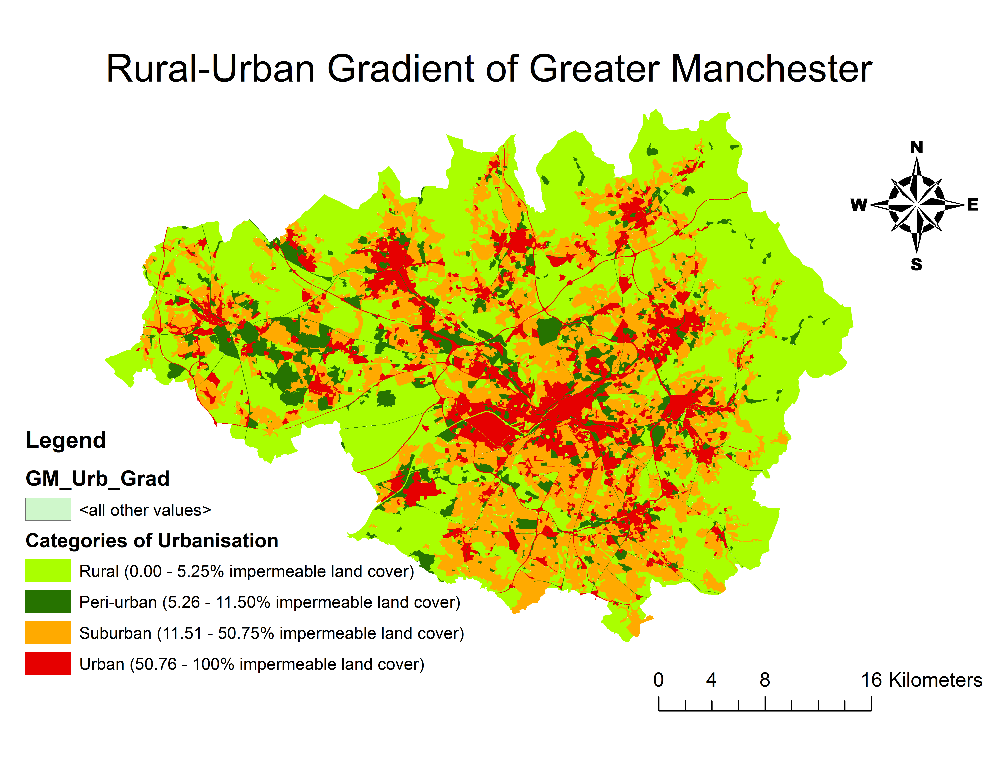 Rural-Urban Gradient of Greater Manchester
N
W E
S
Legend
GM_Urb_Grad
<all other values>
Categories of Urbanisation
Rural (0.00 - 5.25% impermeable land cover)
Peri-urban (5.26 - 11.50% impermeable land cover)
Suburban (11.51 - 50.75% impermeable land cover)
Urban (50.76 - 100% impermeable land cover)
0 4 8 16 Kilometers